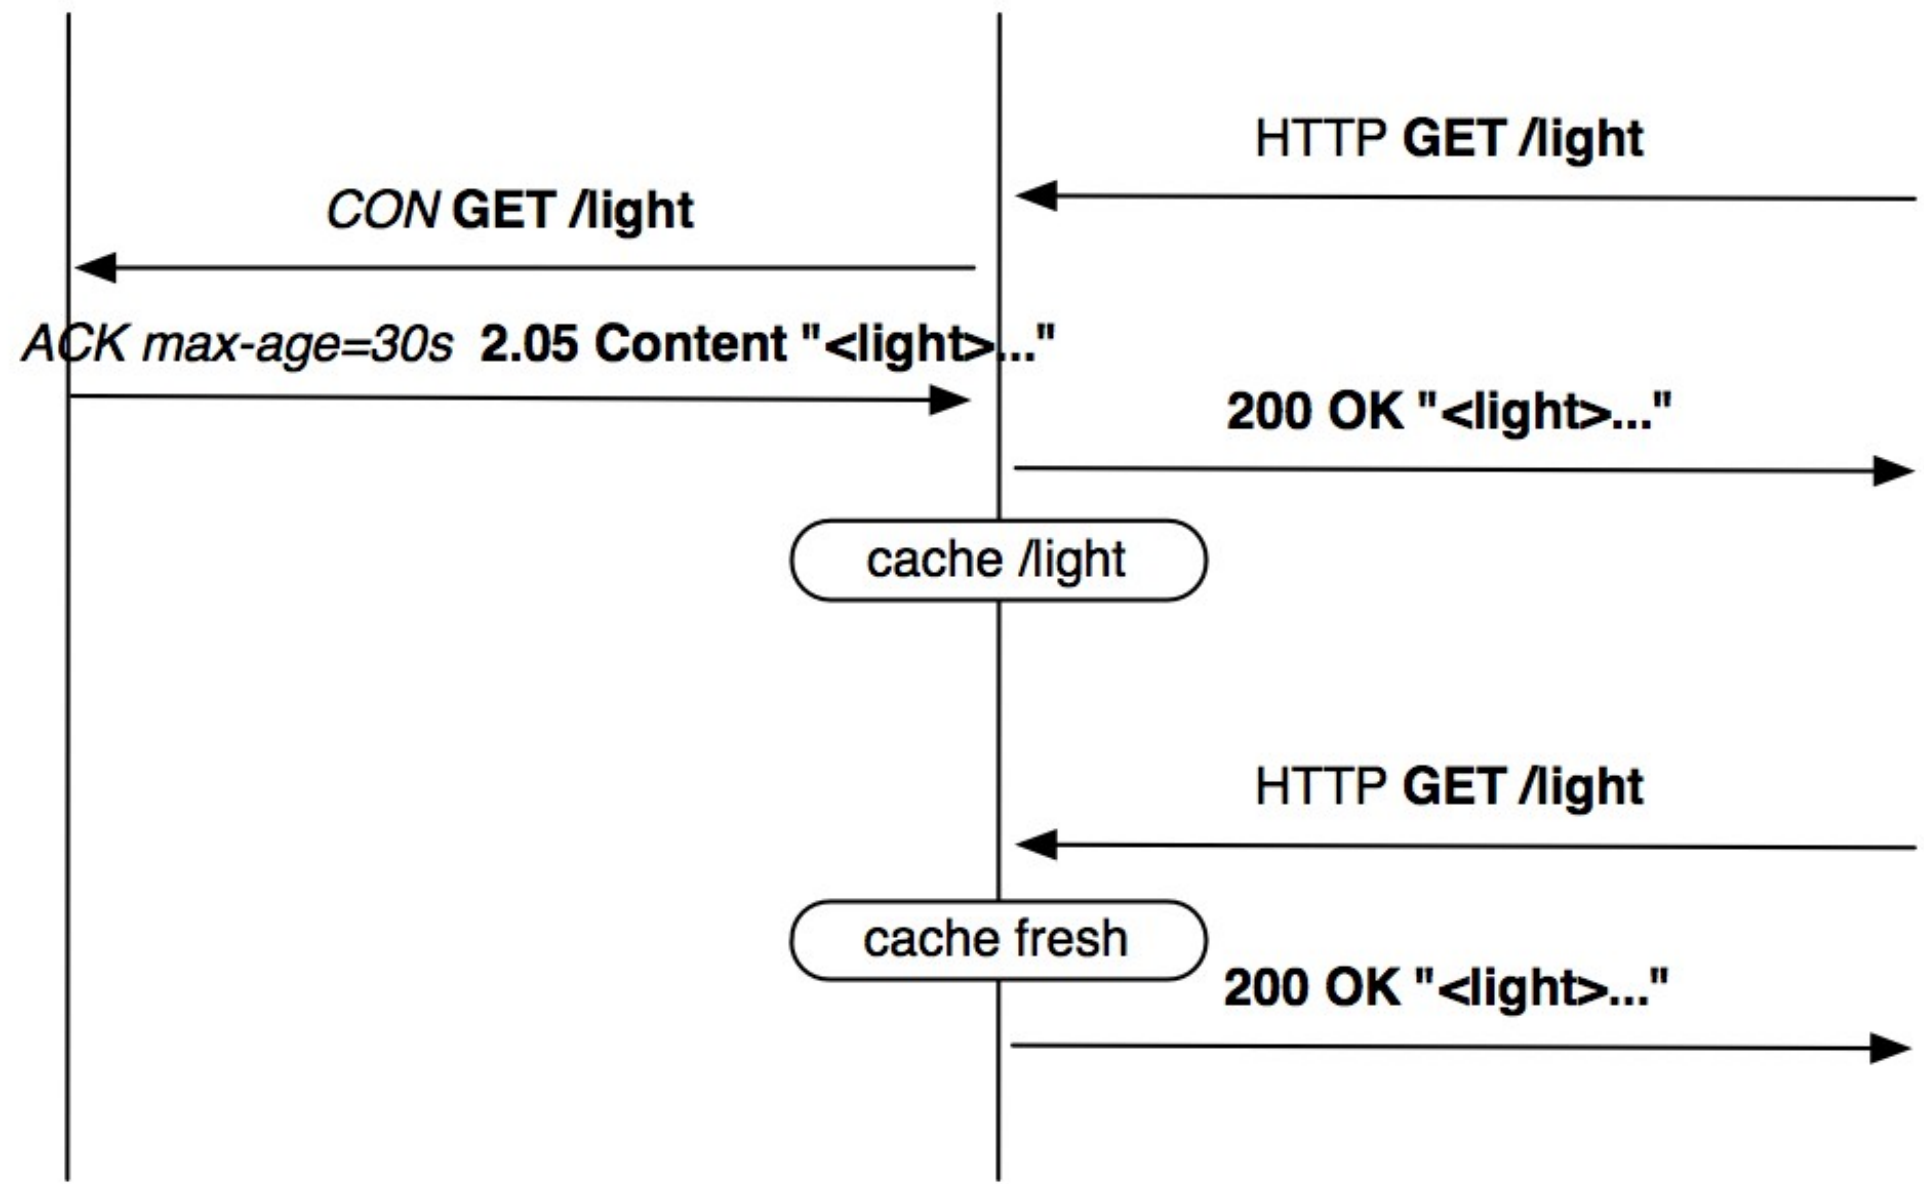 HTTP GET /light
CON GET /light
ACK max-age=30s 2.05 Content "<light>..."
200 OK "<light>..."
cache /light
HTTP GET /light
cache fresh
200 OK "<light>..."